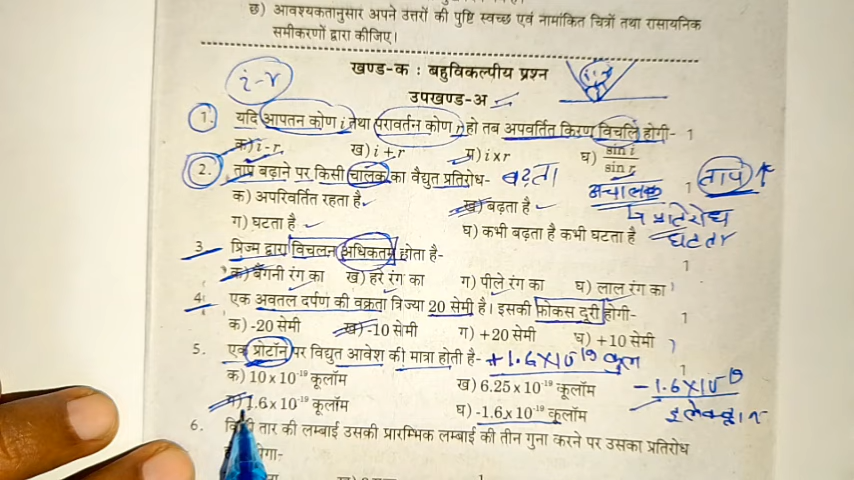 छ) आवश्यकतानुसार अपने उत्तरों की पुष्टि स्वच्छ एवं नामांकित चित्रों तथा रासायनिक
समीकरणों द्वारा कीजिए।
खण्ड-क : बहुविकल्पीय प्रश्न
i-r
उपखण्ड-अ
1. यदि आपतन कोण i तथा परावर्तन कोण r हो तब अपवर्तित किरण विचलित होगी- 1
क) i-r ख) i+r ग) i x r घ) sin i / sin r
2. ताप बढ़ाने पर किसी चालक का वैद्युत प्रतिरोध- बढ़ता 1
अचालक ताप ↑
क) अपरिवर्तित रहता है ख) बढ़ता है
↳ प्रतिरोध
ग) घटता है घ) कभी बढ़ता है कभी घटता है
घटता
3 प्रिज्म द्वारा विचलन अधिकतम होता है- 1
क) बैंगनी रंग का ख) हरे रंग का ग) पीले रंग का घ) लाल रंग का
4. एक अवतल दर्पण की वक्रता त्रिज्या 20 सेमी है। इसकी फ़ोकस दूरी होगी- 1
क) -20 सेमी ख) -10 सेमी ग) +20 सेमी घ) +10 सेमी
5. एक प्रोटॉन पर विद्युत आवेश की मात्रा होती है- +1.6×10⁻¹⁹ कूलॉम 1
क) 10 x 10⁻¹⁹ कूलॉम ख) 6.25 x 10⁻¹⁹ कूलॉम
-1.6×10⁻¹⁹
ग) 1.6 x 10⁻¹⁹ कूलॉम घ) -1.6 x 10⁻¹⁹ कूलॉम
6. तार की लम्बाई उसकी प्रारम्भिक लम्बाई की तीन गुना करने पर उसका प्रतिरोध